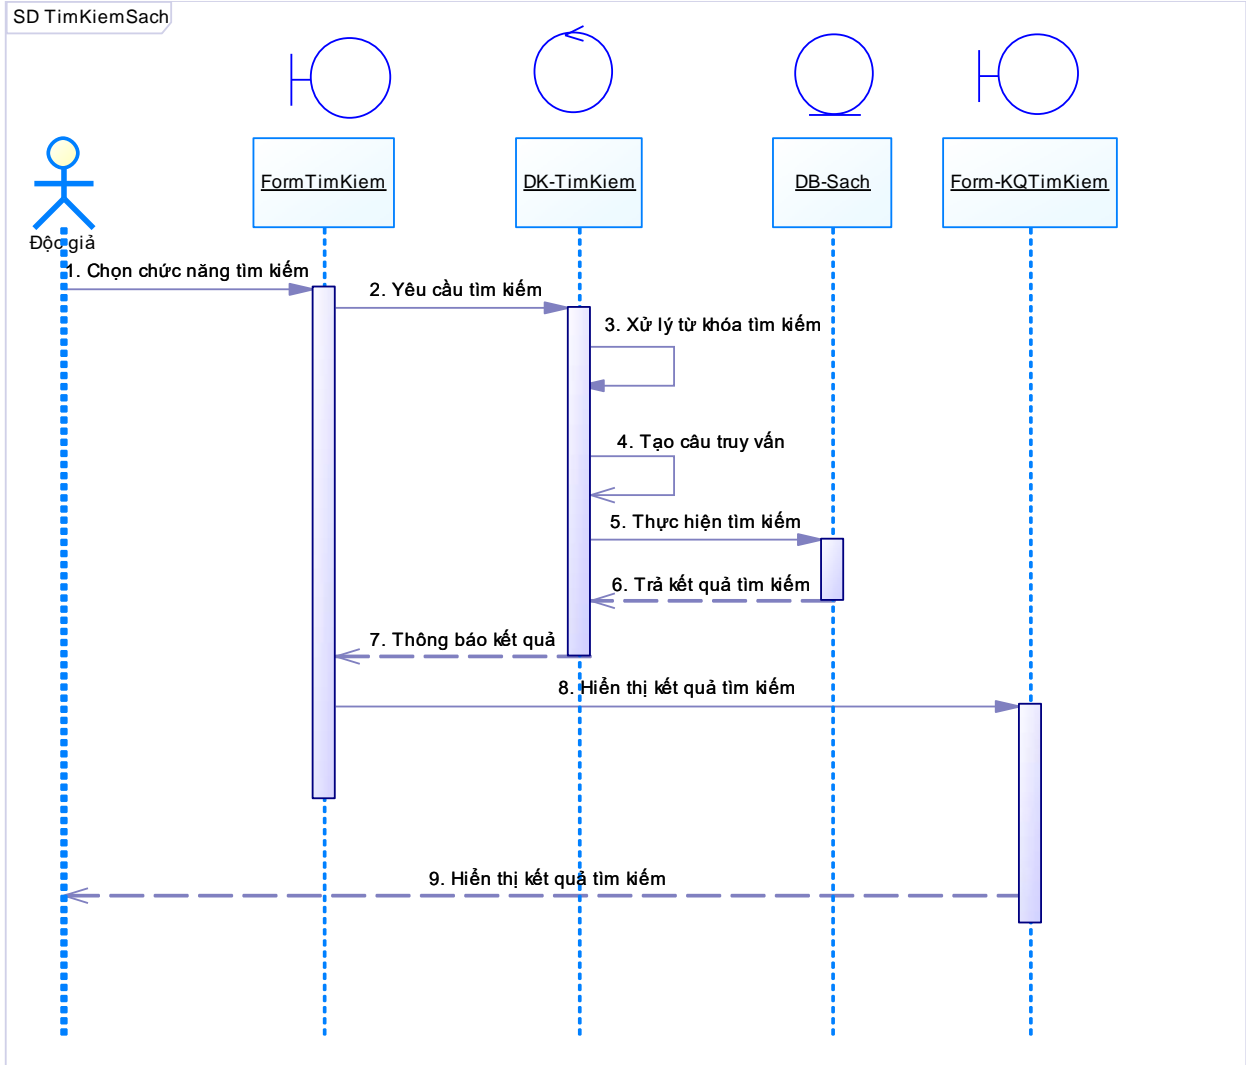 SD TimKiemSach
FormTimKiem
DK-TimKiem
DB-Sach
Form-KQTimKiem
Độc giả
1. Chọn chức năng tìm kiếm
2. Yêu cầu tìm kiếm
3. Xử lý từ khóa tìm kiếm
4. Tạo câu truy vấn
5. Thực hiện tìm kiếm
6. Trả kết quả tìm kiếm
7. Thông báo kết quả
8. Hiển thị kết quả tìm kiếm
9. Hiển thị kết quả tìm kiếm